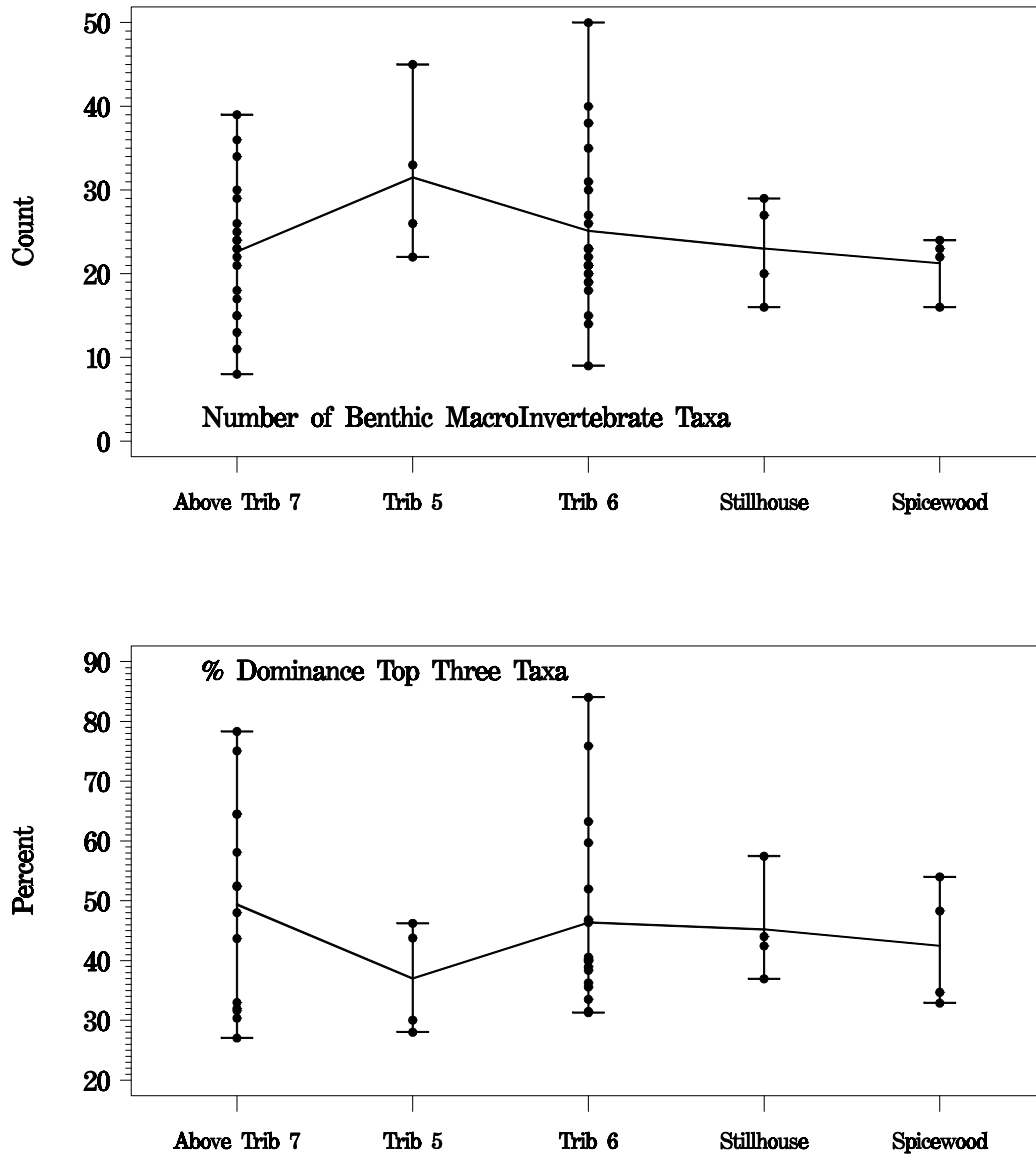 50
40
30
20
10
0
Count
Number of Benthic MacroInvertebrate Taxa
Above Trib 7
Trib 5
Trib 6
Stillhouse
Spicewood
90
80
70
60
50
40
30
20
Percent
% Dominance Top Three Taxa
Above Trib 7
Trib 5
Trib 6
Stillhouse
Spicewood